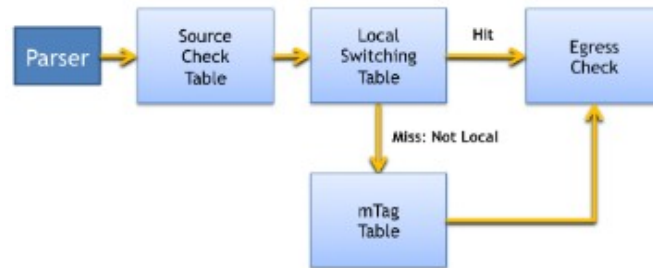 Parser
Source
Check
Table
Local
Switching
Table
Hit
Egress
Check
Miss: Not Local
mTag
Table